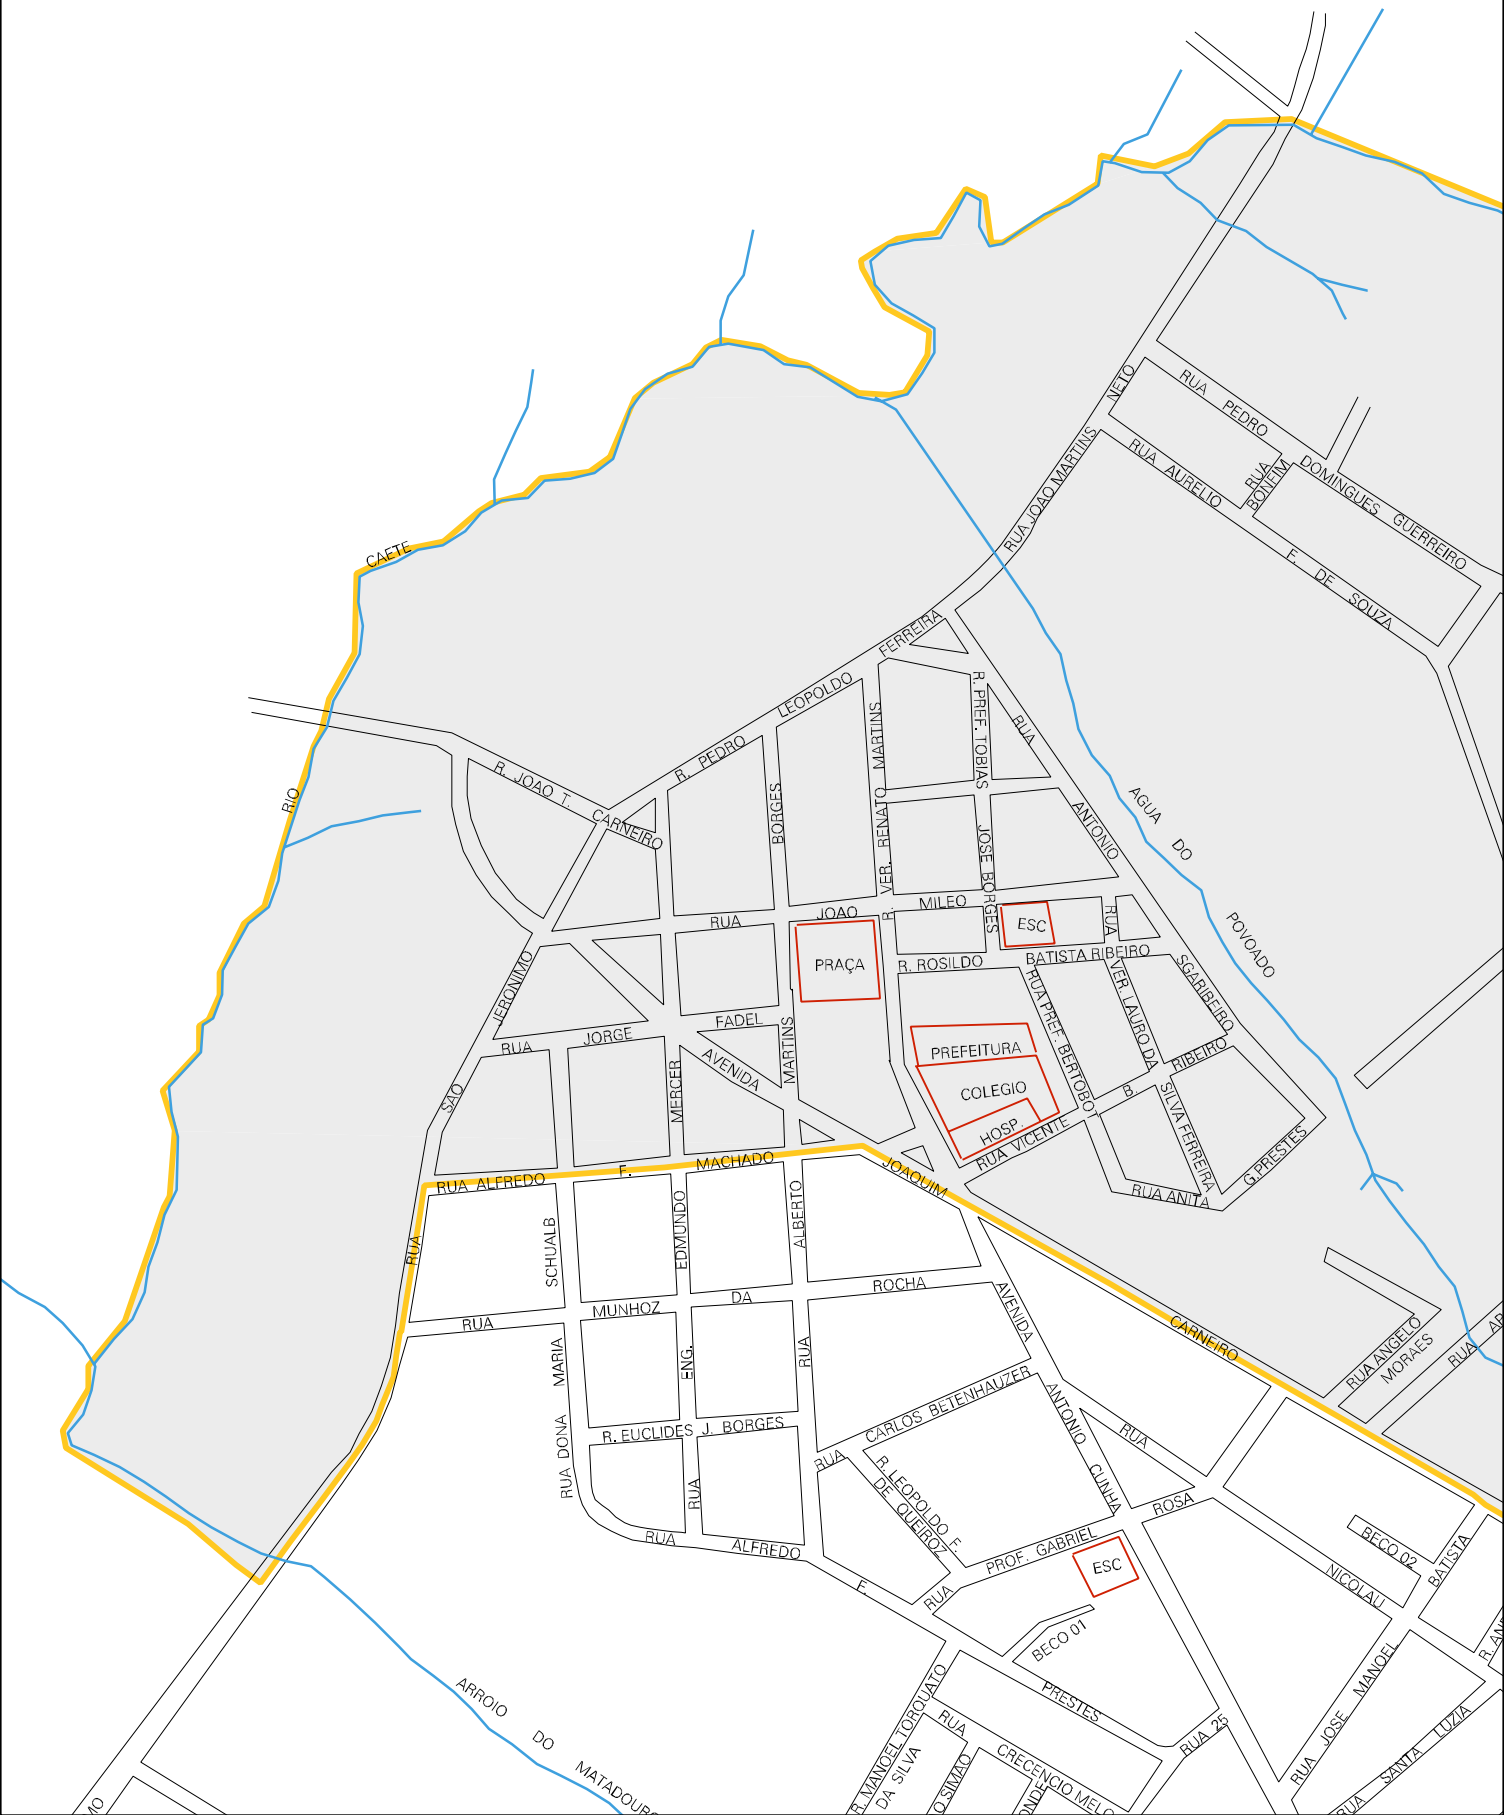 NETO
RUA PEDRO
RUA JOAO MARTINS
RUA AURELIO
RUA
BONFIM
DOMINGUES GUERREIRO
CAETE
F. DE SOUZA
FERREIRA
LEOPOLDO
R. PREF. TOBIAS
RUA
MARTINS
R. PEDRO
R. JOAO T. CARNEIRO
RIO
BORGES
AGUA DO
POVOADO
ANTONIO
R. VER. RENATO
JOSE BORGES
RUA
JOAO
MILEO
ESC
RUA
PRAÇA
R. ROSILDO
BATISTA RIBEIRO
SGARIBEIRO
JERONIMO
RUA PREF. BERTOBOT
VER. LAURO DA
RUA
JORGE
FADEL
MARTINS
AVENIDA
MERCER
PREFEITURA
COLEGIO
HOSP.
RIBEIRO
B.
SAO
RUA VICENTE
SILVA FERREIRA
G.PRESTES
RUA ALFREDO
F.
MACHADO
JOAQUIM
RUA ANITA
RUA
SCHUALB
EDMUNDO
ALBERTO
RUA
MUNHOZ
DA
ROCHA
AVENIDA
CARNEIRO
RUA ANGELO
MORAES
RUA
MARIA
ENG.
RUA
CARLOS BETENHAUZER
ANTONIO
RUA
R. EUCLIDES J. BORGES
RUA DONA
RUA
RUA
R. LEOPOLDO F.
DE QUEIROZ
CUNHA
ROSA
RUA
ALFREDO
F.
PROF. GABRIEL
RUA
ESC
BECO 02
BATISTA
NICOLAU
BECO 01
PRESTES
R. MANOEL TORQUATO
DA SILVA
RUA
CRECENCIO MELO
RUA 25
RUA JOSE MANOEL
RUA SANTA LUZIA
O SIMAO
ARROIO
DO
MATADOURO